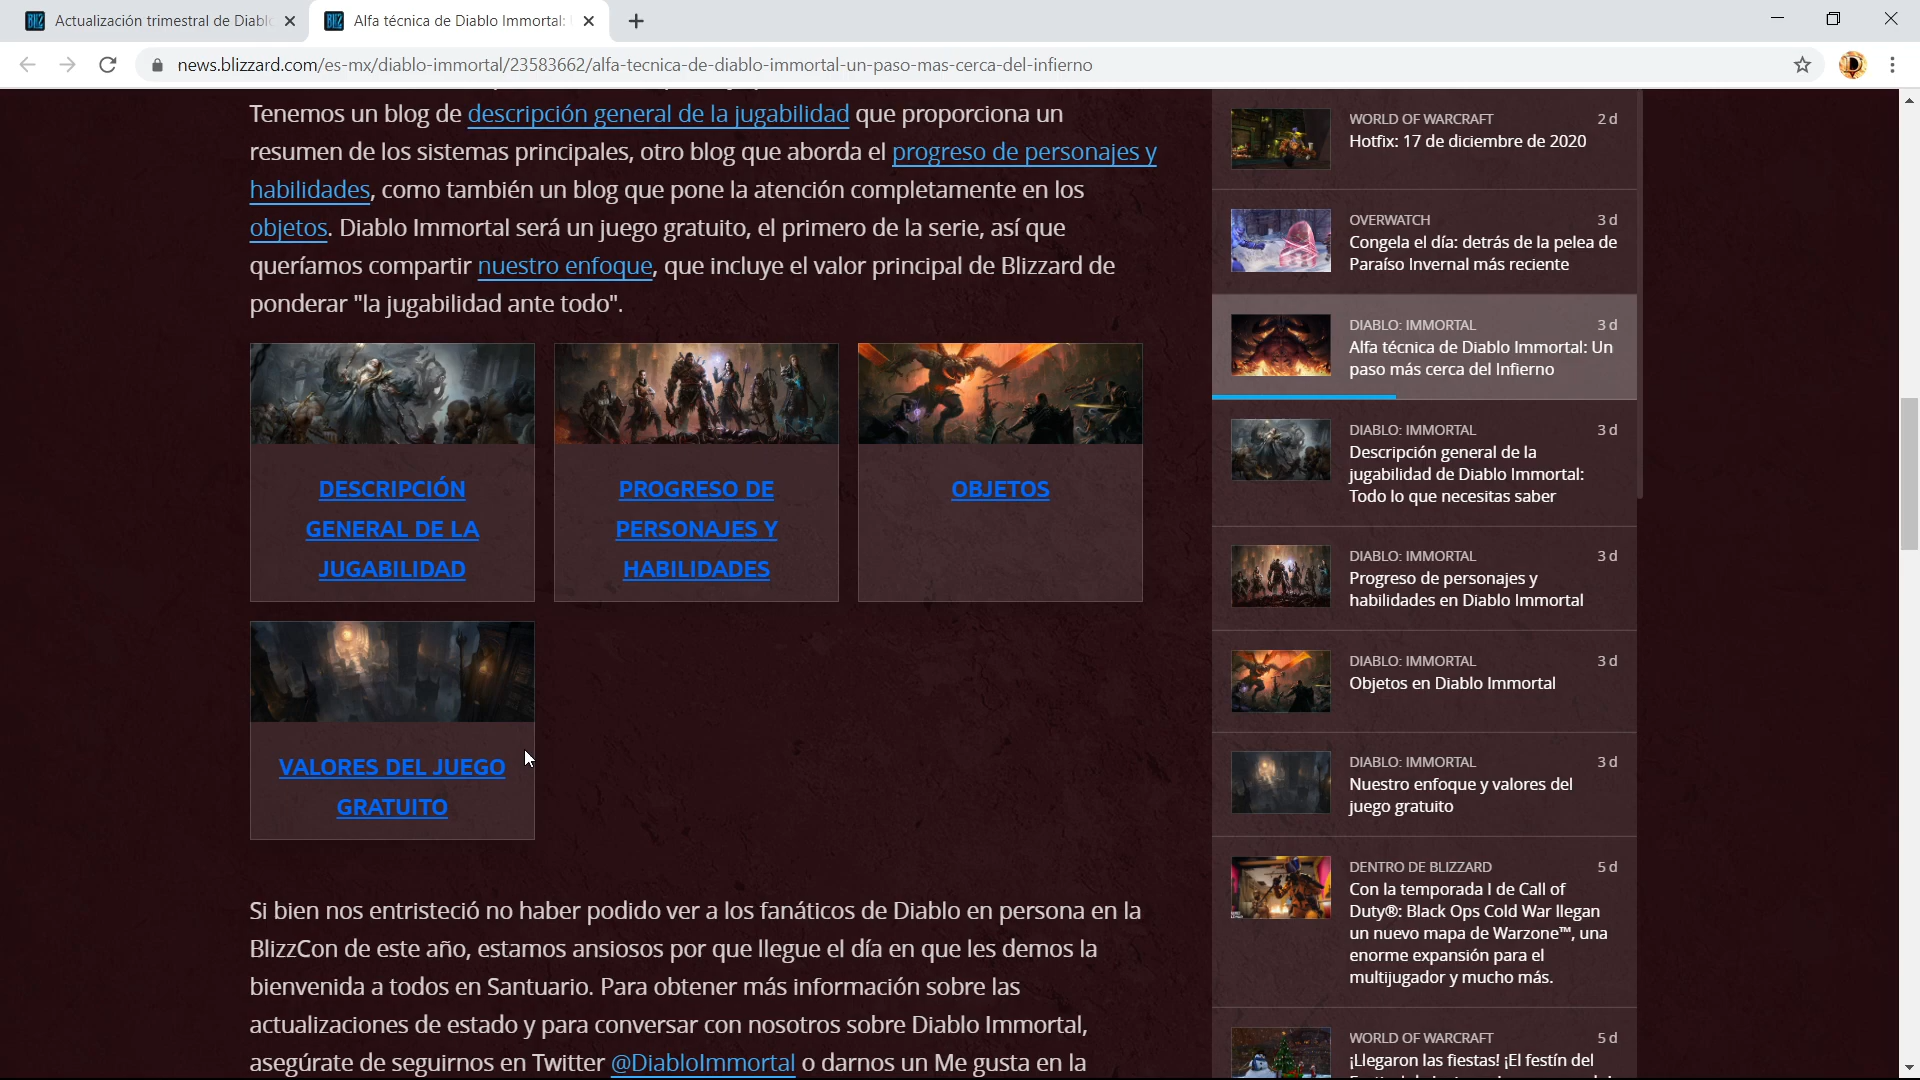 Actualización trimestral de Diablo
Alfa técnica de Diablo Immortal:
news.blizzard.com/es-mx/diablo-immortal/23583662/alfa-tecnica-de-diablo-immortal-un-paso-mas-cerca-del-infierno
Tenemos un blog de descripción general de la jugabilidad que proporciona un
resumen de los sistemas principales, otro blog que aborda el progreso de personajes y
habilidades, como también un blog que pone la atención completamente en los
objetos. Diablo Immortal será un juego gratuito, el primero de la serie, así que
queríamos compartir nuestro enfoque, que incluye el valor principal de Blizzard de
ponderar "la jugabilidad ante todo".
DESCRIPCIÓN
GENERAL DE LA
JUGABILIDAD
PROGRESO DE
PERSONAJES Y
HABILIDADES
OBJETOS
VALORES DEL JUEGO
GRATUITO
Si bien nos entristeció no haber podido ver a los fanáticos de Diablo en persona en la
BlizzCon de este año, estamos ansiosos por que llegue el día en que les demos la
bienvenida a todos en Santuario. Para obtener más información sobre las
actualizaciones de estado y para conversar con nosotros sobre Diablo Immortal,
asegúrate de seguirnos en Twitter @DiabloImmortal o darnos un Me gusta en la
WORLD OF WARCRAFT 2 d
Hotfix: 17 de diciembre de 2020
OVERWATCH 3 d
Congela el día: detrás de la pelea de
Paraíso Invernal más reciente
DIABLO: IMMORTAL 3 d
Alfa técnica de Diablo Immortal: Un
paso más cerca del Infierno
DIABLO: IMMORTAL 3 d
Descripción general de la
jugabilidad de Diablo Immortal:
Todo lo que necesitas saber
DIABLO: IMMORTAL 3 d
Progreso de personajes y
habilidades en Diablo Immortal
DIABLO: IMMORTAL 3 d
Objetos en Diablo Immortal
DIABLO: IMMORTAL 3 d
Nuestro enfoque y valores del
juego gratuito
DENTRO DE BLIZZARD 5 d
Con la temporada I de Call of
Duty®: Black Ops Cold War llegan
un nuevo mapa de Warzone™, una
enorme expansión para el
multijugador y mucho más.
WORLD OF WARCRAFT 5 d
¡Llegaron las fiestas! ¡El festín del